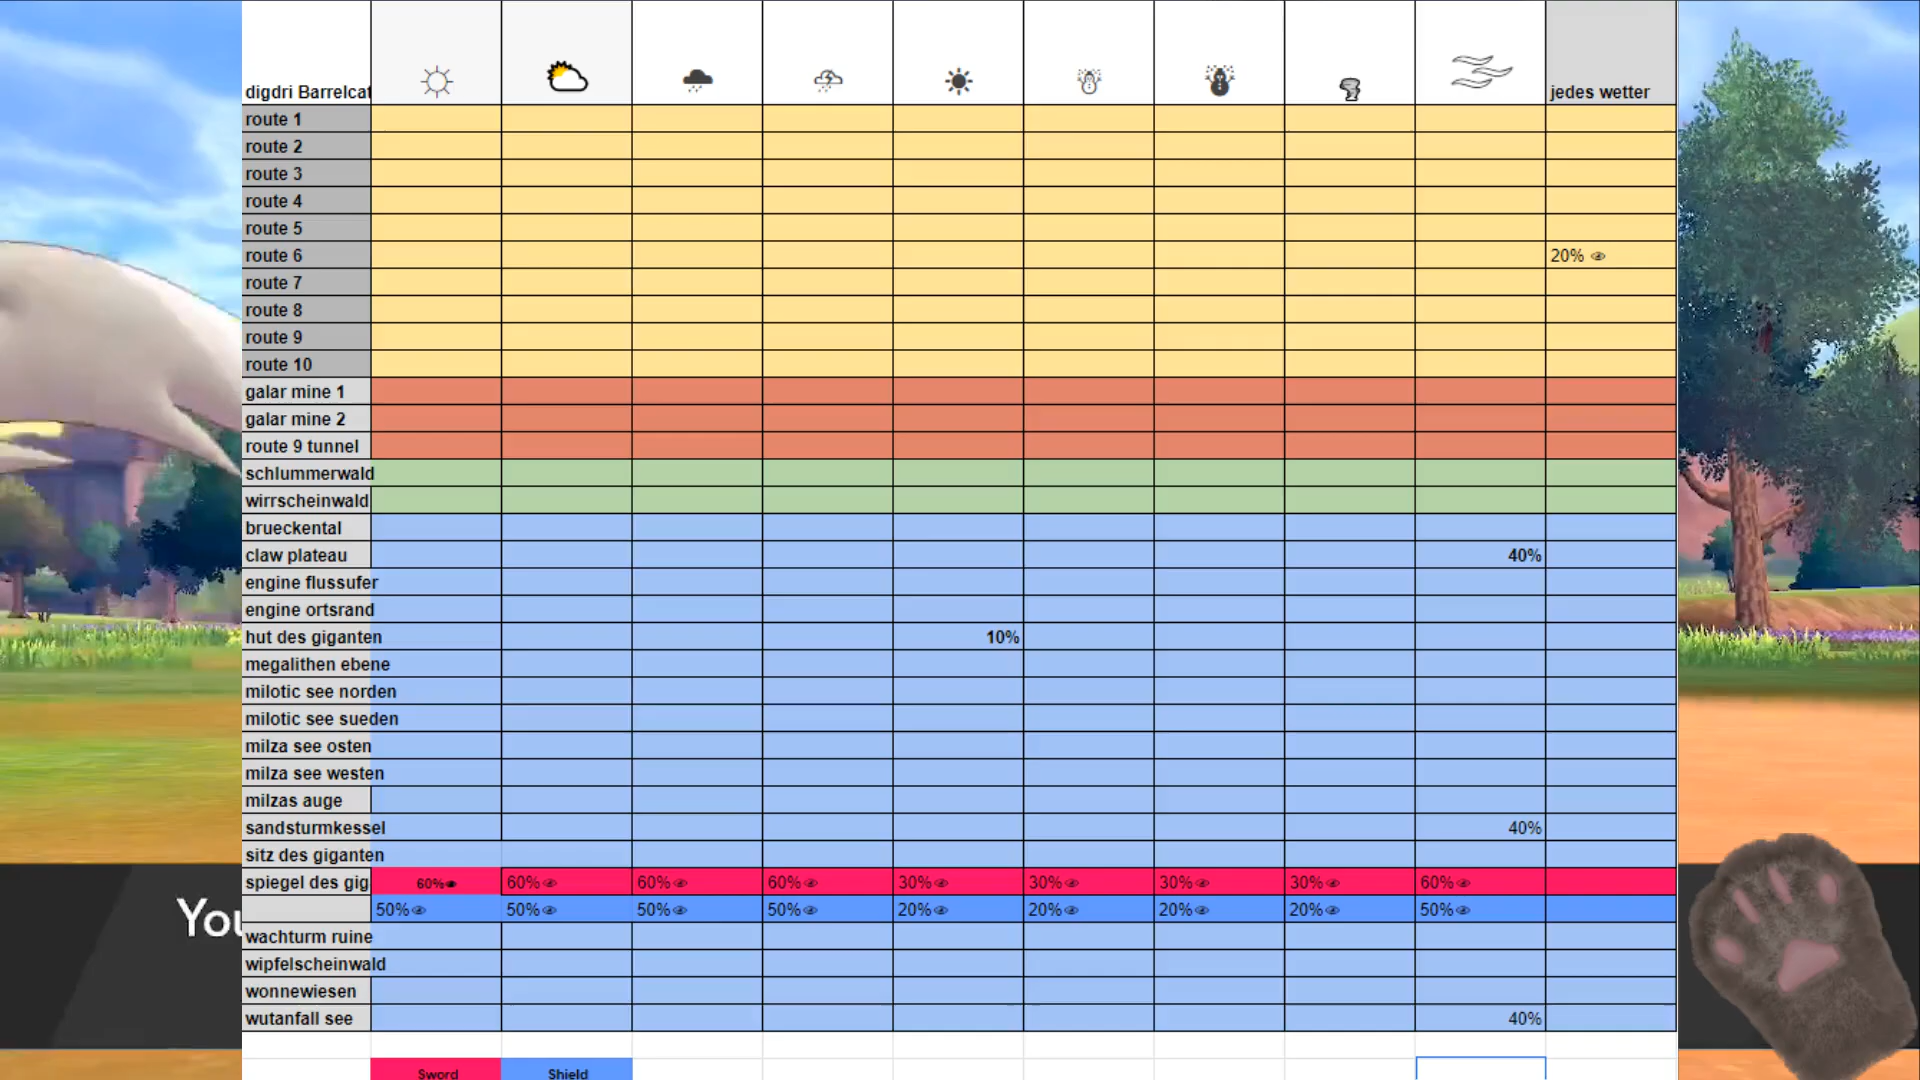 digdri Barrelcat jedes wetter
route 1
route 2
route 3
route 4
route 5
route 6 20%
route 7
route 8
route 9
route 10
galar mine 1
galar mine 2
route 9 tunnel
schlummerwald
wirrscheinwald
brueckental
claw plateau 40%
engine flussufer
engine ortsrand
hut des giganten 10%
megalithen ebene
milotic see norden
milotic see sueden
milza see osten
milza see westen
milzas auge
sandsturmkessel 40%
sitz des giganten
spiegel des gig 60% 60% 60% 60% 30% 30% 30% 30% 60%
50% 50% 50% 50% 20% 20% 20% 20% 50%
You
wachturm ruine
wipfelscheinwald
wonnewiesen
wutanfall see 40%
Sword Shield